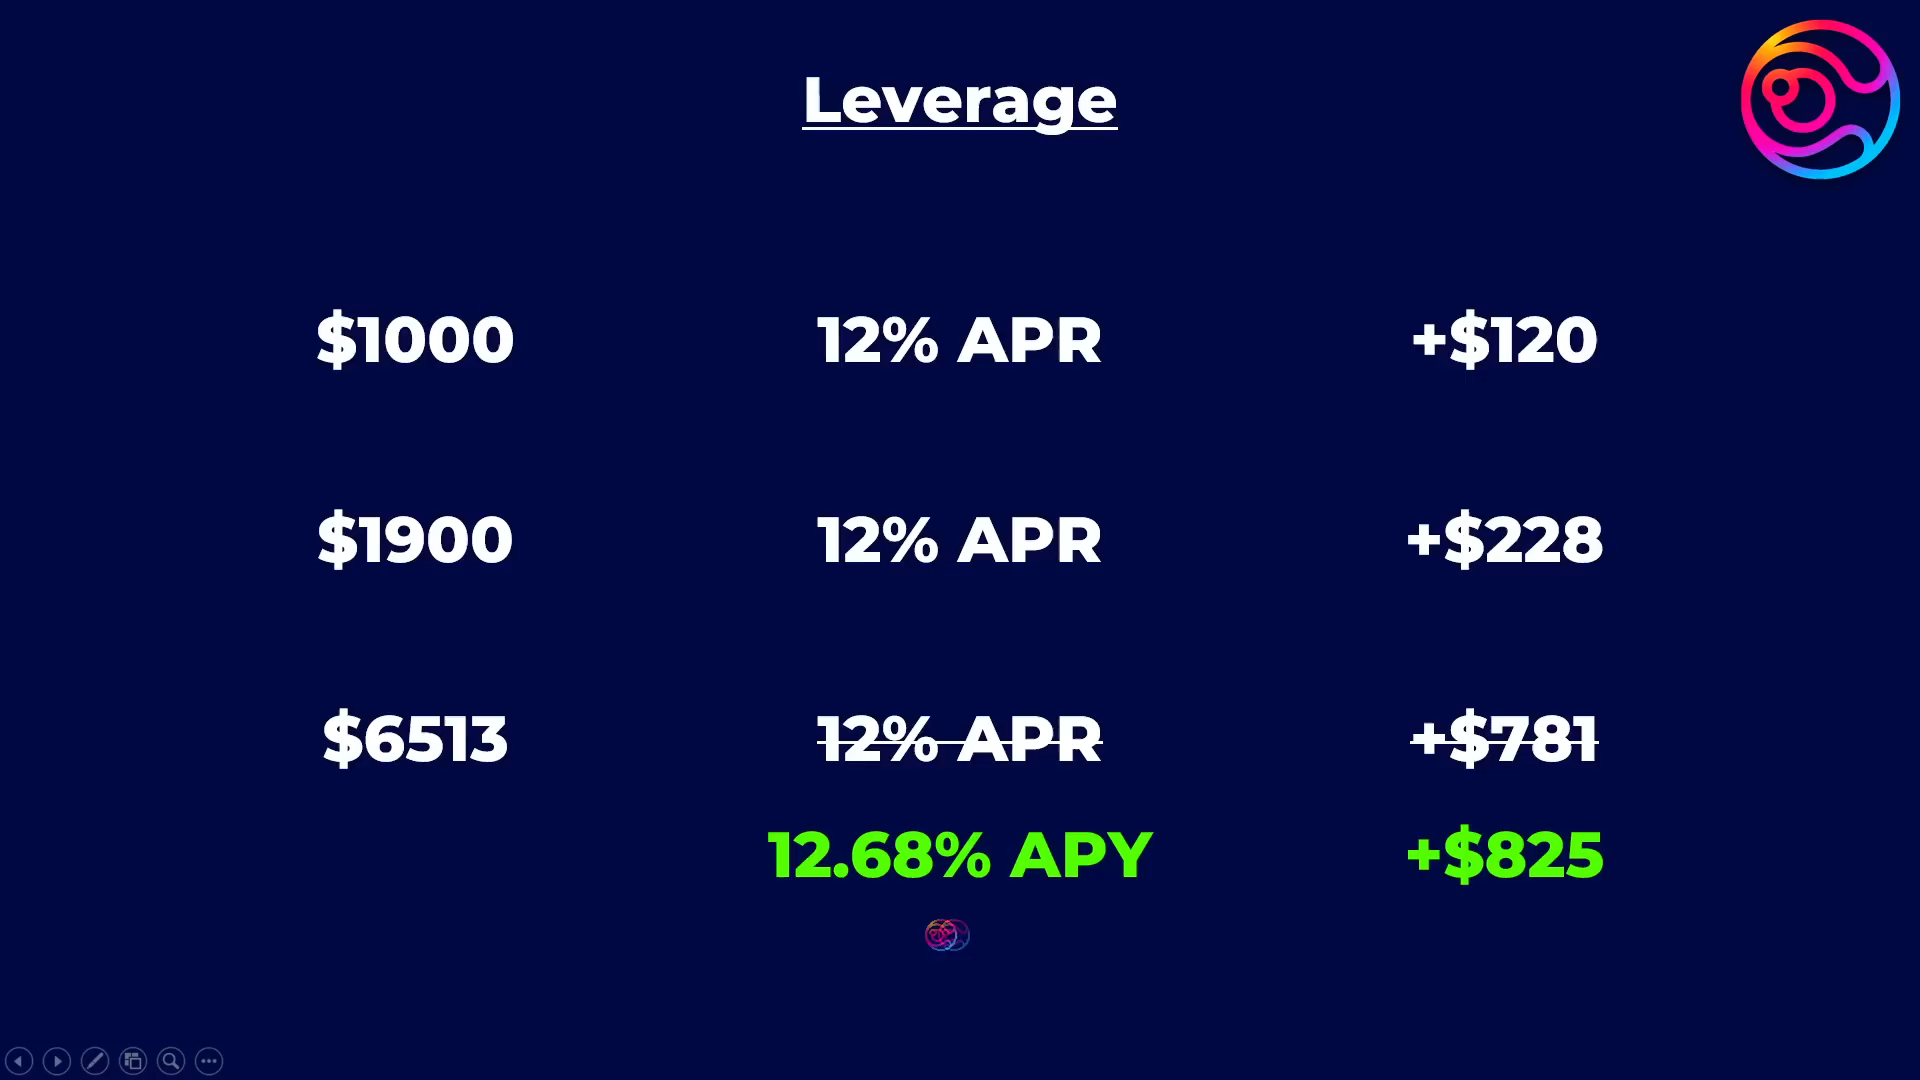 Leverage
$1000 12% APR +$120
$1900 12% APR +$228
$6513 12% APR +$781
12.68% APY +$825